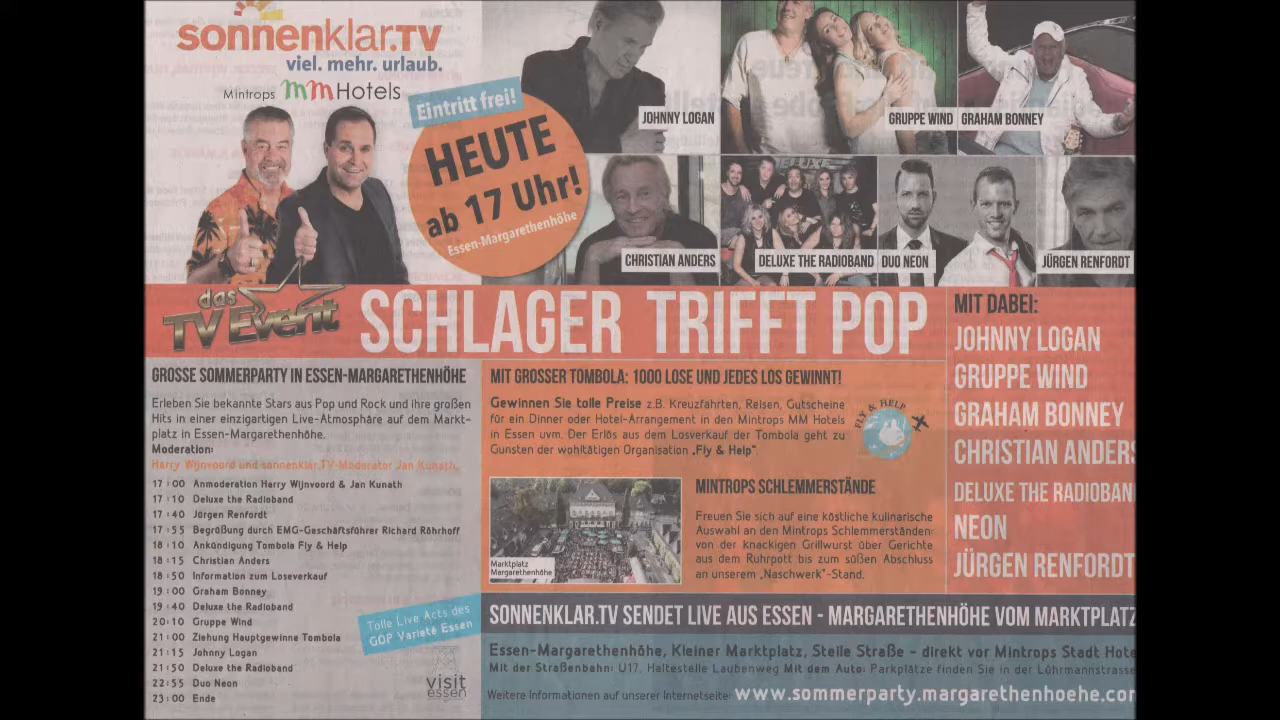 sonnenklar.TV
viel. mehr. urlaub.
Mintrops MM Hotels
Eintritt frei!
HEUTE
ab 17 Uhr!
Essen-Margarethenhöhe
JOHNNY LOGAN
GRUPPE WIND
GRAHAM BONNEY
CHRISTIAN ANDERS
DELUXE
DELUXE THE RADIOBAND
DUO NEON
JÜRGEN RENFORDT
das
TV Event
SCHLAGER TRIFFT POP
GROSSE SOMMERPARTY IN ESSEN-MARGARETHENHÖHE
Erleben Sie bekannte Stars aus Pop und Rock und ihre großen
Hits in einer einzigartigen Live-Atmosphäre auf dem Markt-
platz in Essen-Margarethenhöhe.
Moderation:
Harry Wijnvoord und sonnenklar.TV-Moderator Jan Kunath.
17:00 Anmoderation Harry Wijnvoord & Jan Kunath
17:10 Deluxe the Radioband
17:40 Jürgen Renfordt
17:55 Begrüßung durch EMG-Geschäftsführer Richard Röhrhoff
18:10 Ankündigung Tombola Fly & Help
18:15 Christian Anders
18:50 Information zum Loseverkauf
19:00 Graham Bonney
19:40 Deluxe the Radioband
20:10 Gruppe Wind
21:00 Ziehung Hauptgewinne Tombola
21:15 Johnny Logan
21:50 Deluxe the Radioband
22:55 Duo Neon
23:00 Ende
Tolle Live Acts des
GOP Varieté Essen
visit
essen
MIT GROSSER TOMBOLA: 1000 LOSE UND JEDES LOS GEWINNT!
Gewinnen Sie tolle Preise z.B. Kreuzfahrten, Reisen, Gutscheine
für ein Dinner oder Hotel-Arrangement in den Mintrops MM Hotels
in Essen uvm. Der Erlös aus dem Losverkauf der Tombola geht zu
Gunsten der wohltätigen Organisation „Fly & Help“.
FLY & HELP
Marktplatz
Margarethenhöhe
MINTROPS SCHLEMMERSTÄNDE
Freuen Sie sich auf eine köstliche kulinarische
Auswahl an den Mintrops Schlemmerständen:
von der knackigen Grillwurst über Gerichte
aus dem Ruhrpott bis zum süßen Abschluss
an unserem „Naschwerk“-Stand.
MIT DABEI:
JOHNNY LOGAN
GRUPPE WIND
GRAHAM BONNEY
CHRISTIAN ANDERS
DELUXE THE RADIOBAN
NEON
JÜRGEN RENFORDT
SONNENKLAR.TV SENDET LIVE AUS ESSEN - MARGARETHENHÖHE VOM MARKTPLATZ
Essen-Margarethenhöhe, Kleiner Marktplatz, Steile Straße - direkt vor Mintrops Stadt Hote
Mit der Straßenbahn: U17, Haltestelle Laubenweg Mit dem Auto: Parkplätze finden Sie in der Lührmannstrasse
Weitere Informationen auf unserer Internetseite: www.sommerparty.margarethenhoehe.com